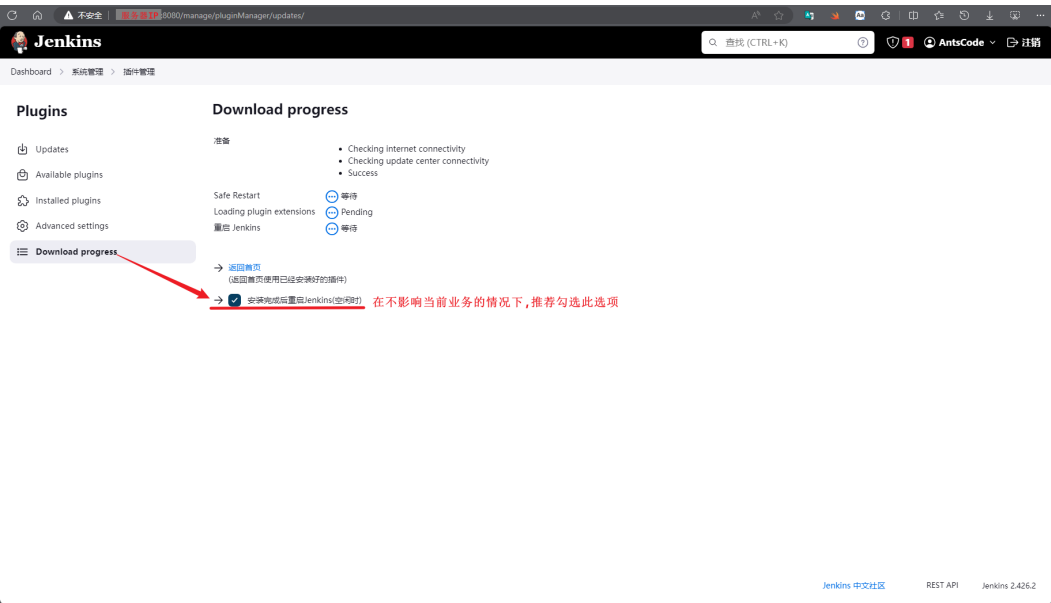 不安全
服务器IP:8080/manage/pluginManager/updates/
Jenkins
查找 (CTRL+K)
1
AntsCode
注销
Dashboard > 系统管理 > 插件管理
Plugins
Updates
Available plugins
Installed plugins
Advanced settings
Download progress
Download progress
准备
Checking internet connectivity
Checking update center connectivity
Success
Safe Restart 等待
Loading plugin extensions Pending
重启 Jenkins 等待
返回首页
(返回首页使用已经安装好的插件)
安装完成后重启Jenkins(空闲时)
在不影响当前业务的情况下,推荐勾选此选项
Jenkins 中文社区
REST API
Jenkins 2.426.2